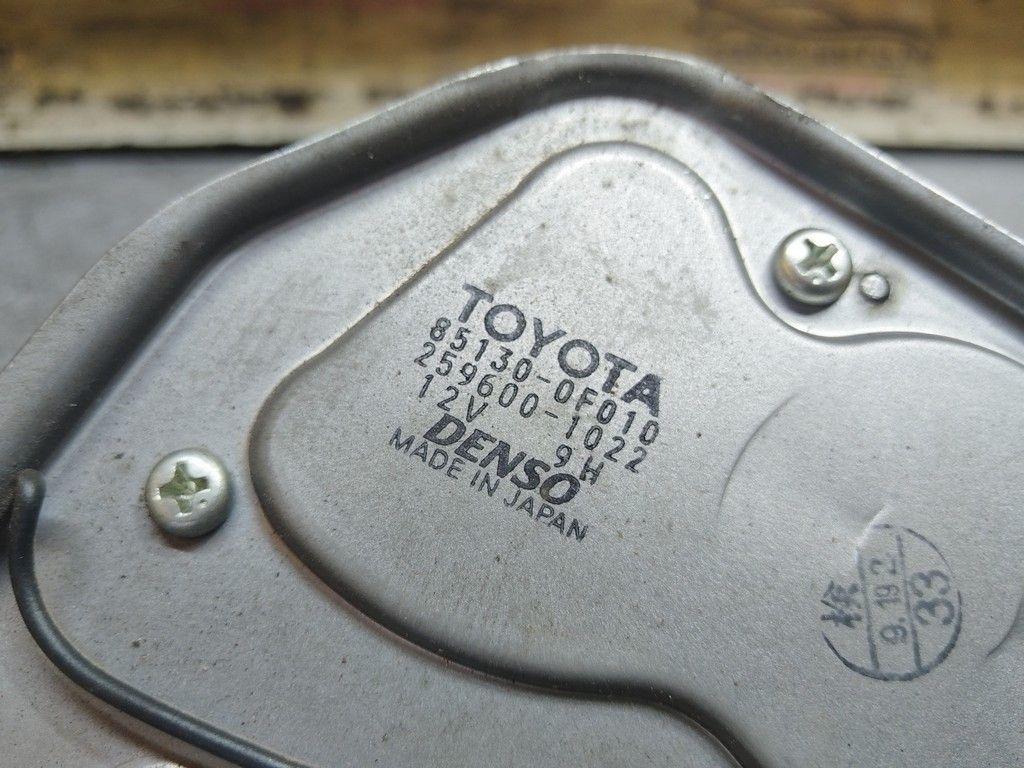 TOYOTA
85130-0F010
259600-1022
12V 9H
DENSO
MADE IN JAPAN
検
9.19.2
33